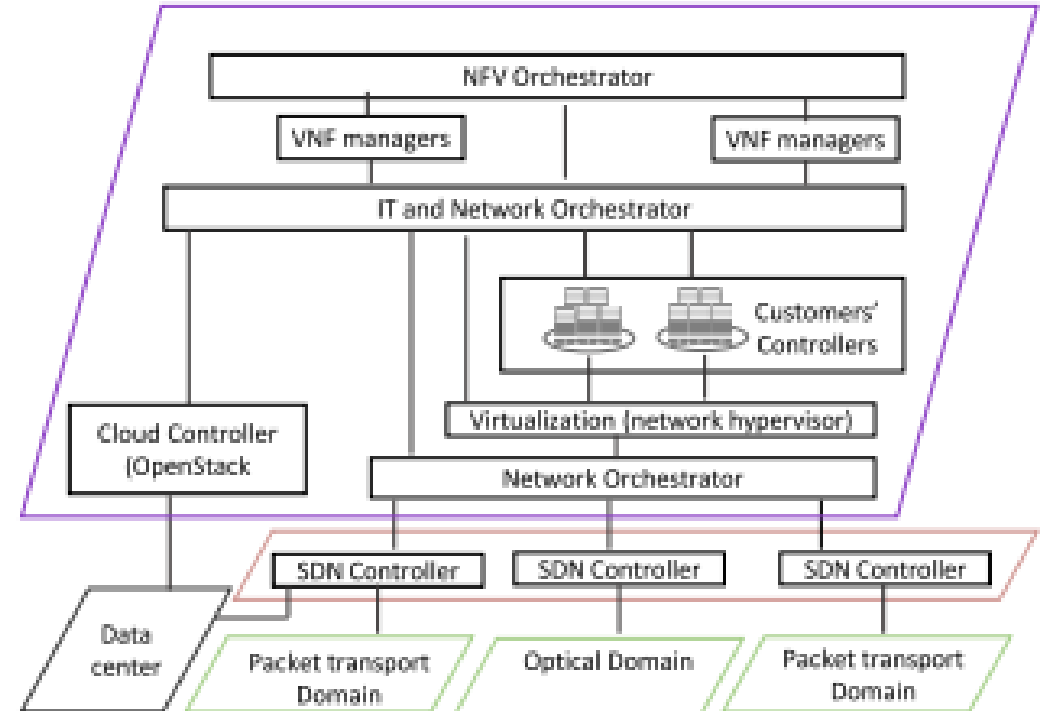 NFV Orchestrator
VNF managers
VNF managers
IT and Network Orchestrator
Customers'
Controllers
Virtualization (network hypervisor)
Cloud Controller
(OpenStack
Network Orchestrator
SDN Controller
SDN Controller
SDN Controller
Data
center
Packet transport
Domain
Optical Domain
Packet transport
Domain